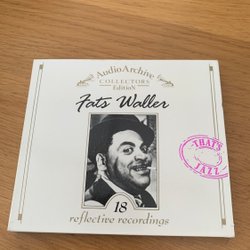 AudioArchive
COLLECTORS
EditioN
Fats Waller
THAT'S
JAZZ
18
reflective recordings